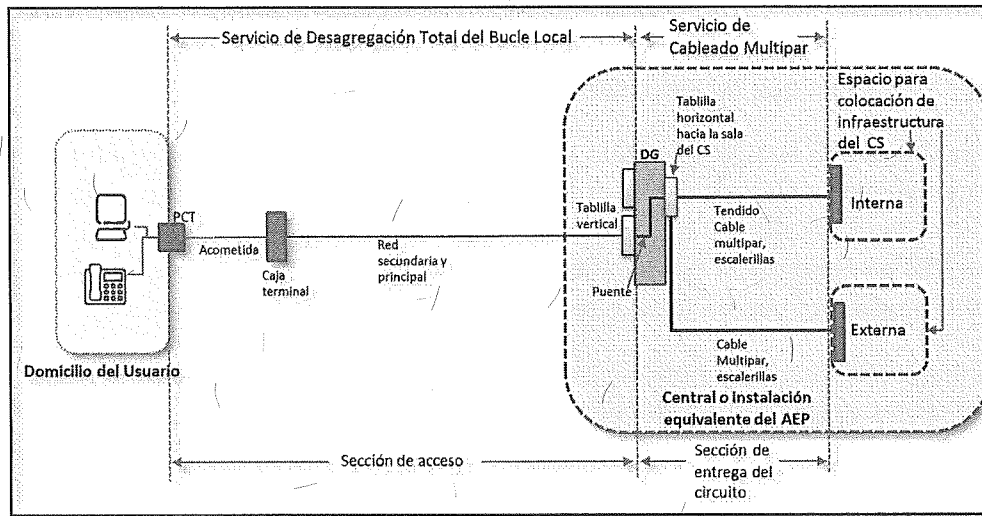 Servicio de Desagregación Total del Bucle Local
Servicio de
Cableado Multipar
Espacio para
colocación de
infraestructura
del CS
Tablilla
horizontal
hacia la sala
del CS
DG
PCT
Tablilla
vertical
Interna
Acometida
Red
secundaria y
principal
Tendido
Cable
multipar,
escalerillas
Caja
terminal
Puente
Externa
Domicilio del Usuario
Cable
Multipar,
escalerillas
Central o Instalación
equivalente del AEP
Sección de acceso
Sección de
entrega del
circuito